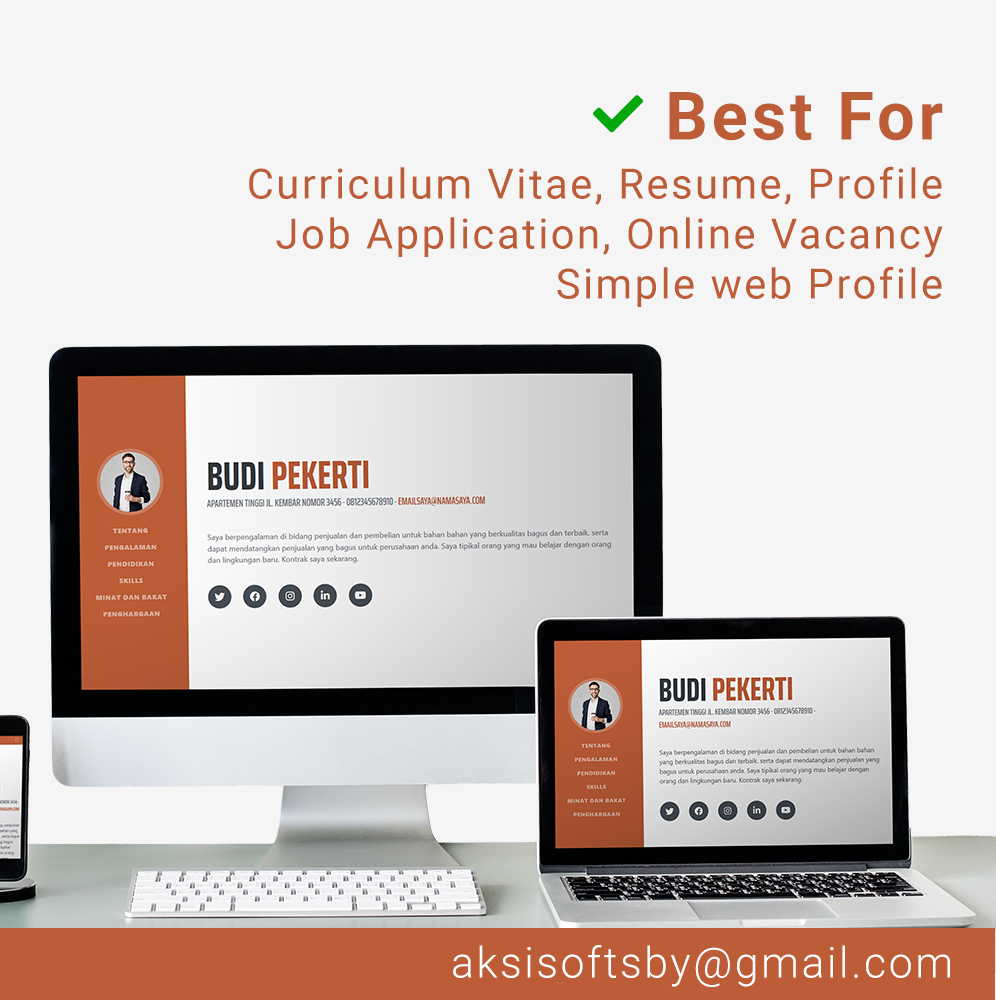 Best For
Curriculum Vitae, Resume, Profile
Job Application, Online Vacancy
Simple web Profile
BUDI PEKERTI
APARTEMEN TINGGI JL. KEMBAR NOMOR 3456 · 0812345678910 · EMAILSAYA@NAMASAYA.COM
TENTANG
PENGALAMAN
PENDIDIKAN
SKILLS
MINAT DAN BAKAT
PENGHARGAAN
Saya berpengalaman di bidang penjualan dan pembelian untuk bahan bahan yang berkualitas bagus dan terbaik. serta
dapat mendatangkan penjualan yang bagus untuk perusahaan anda. Saya tipikal orang yang mau belajar dengan orang
dan lingkungan baru. Kontrak saya sekarang.
BUDI PEKERTI
APARTEMEN TINGGI JL. KEMBAR NOMOR 3456 · 0812345678910 ·
EMAILSAYA@NAMASAYA.COM
TENTANG
PENGALAMAN
PENDIDIKAN
SKILLS
MINAT DAN BAKAT
PENGHARGAAN
Saya berpengalaman di bidang penjualan dan pembelian untuk bahan bahan
yang berkualitas bagus dan terbaik. serta dapat mendatangkan penjualan yang
bagus untuk perusahaan anda. Saya tipikal orang yang mau belajar dengan
orang dan lingkungan baru. Kontrak saya sekarang.
aksisoftsby@gmail.com